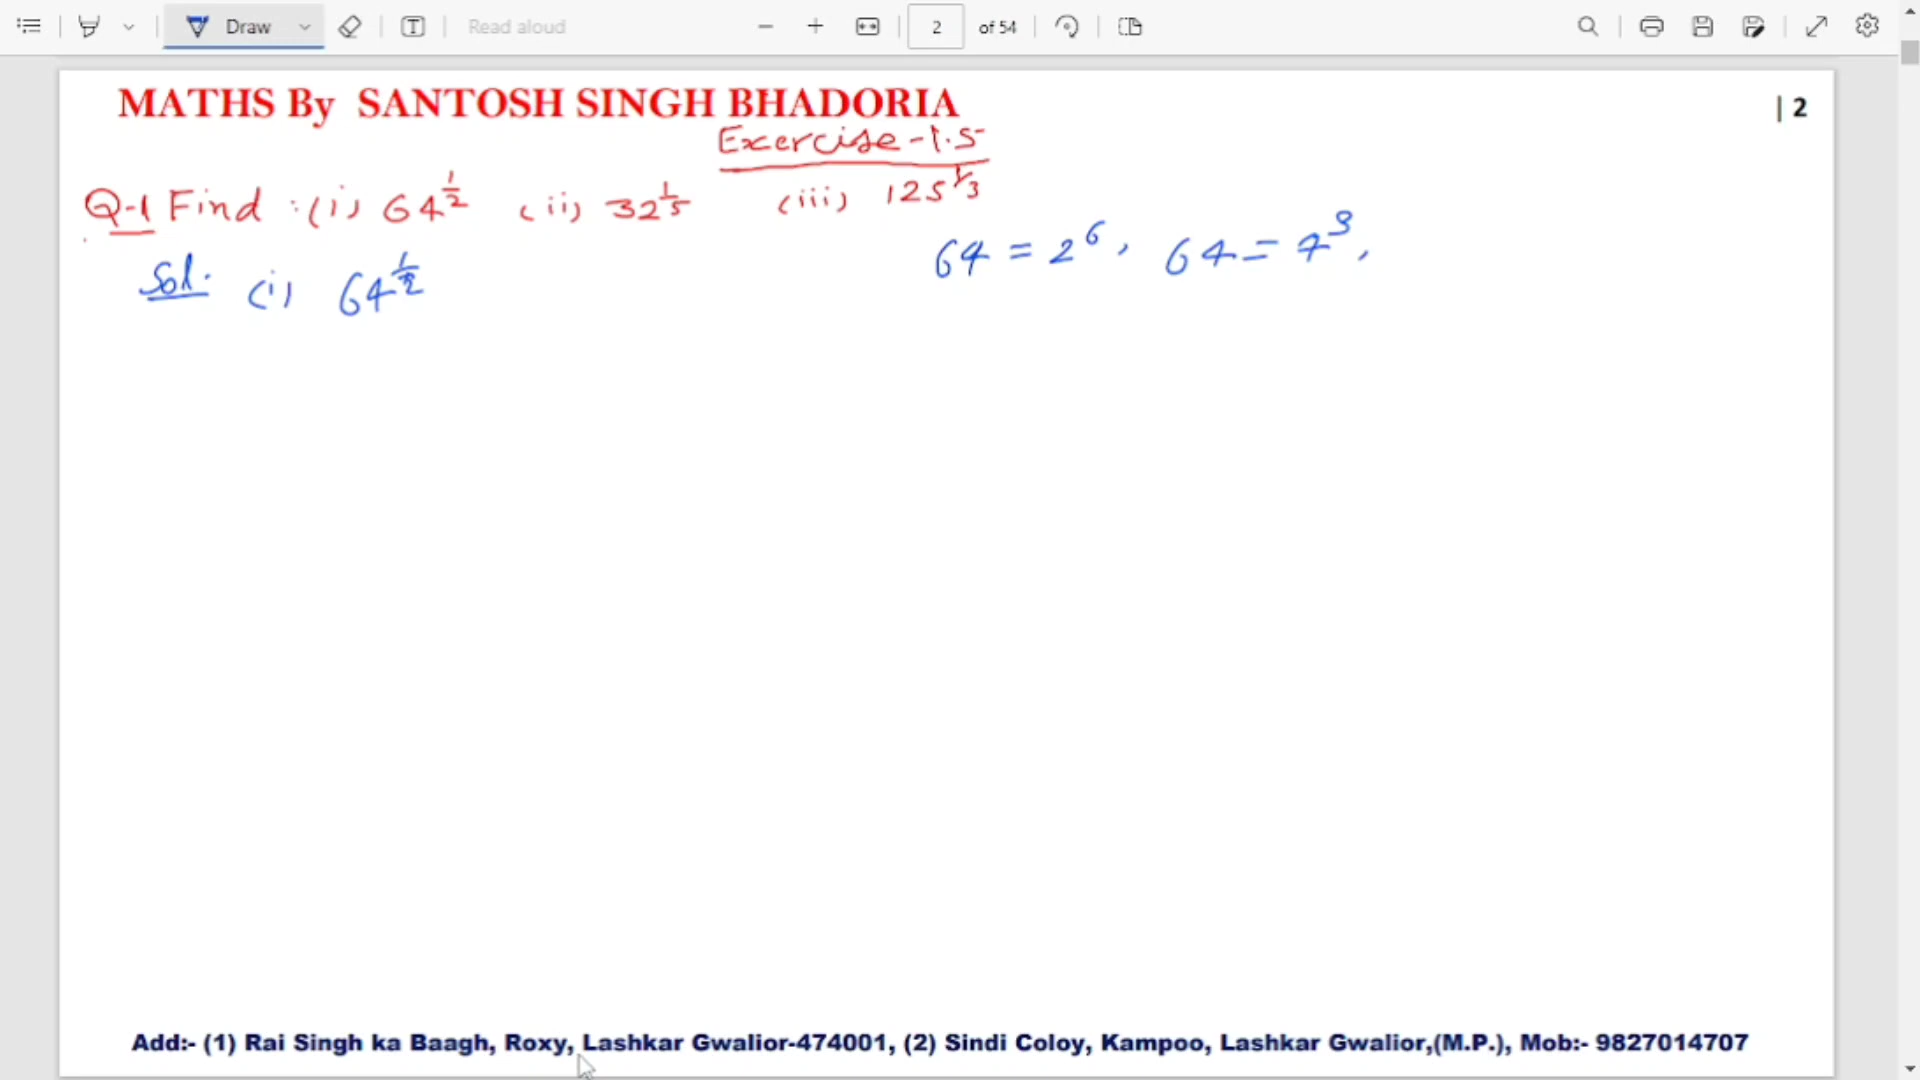 Draw Read aloud 2 of 54
MATHS By SANTOSH SINGH BHADORIA | 2
Exercise-1.5
Q-1 Find :(i) 64^1/2 (ii) 32^1/5 (iii) 125^1/3
64 = 2^6, 64 = 4^3,
Sol. (i) 64^1/2
Add:- (1) Rai Singh ka Baagh, Roxy, Lashkar Gwalior-474001, (2) Sindi Coloy, Kampoo, Lashkar Gwalior,(M.P.), Mob:- 9827014707